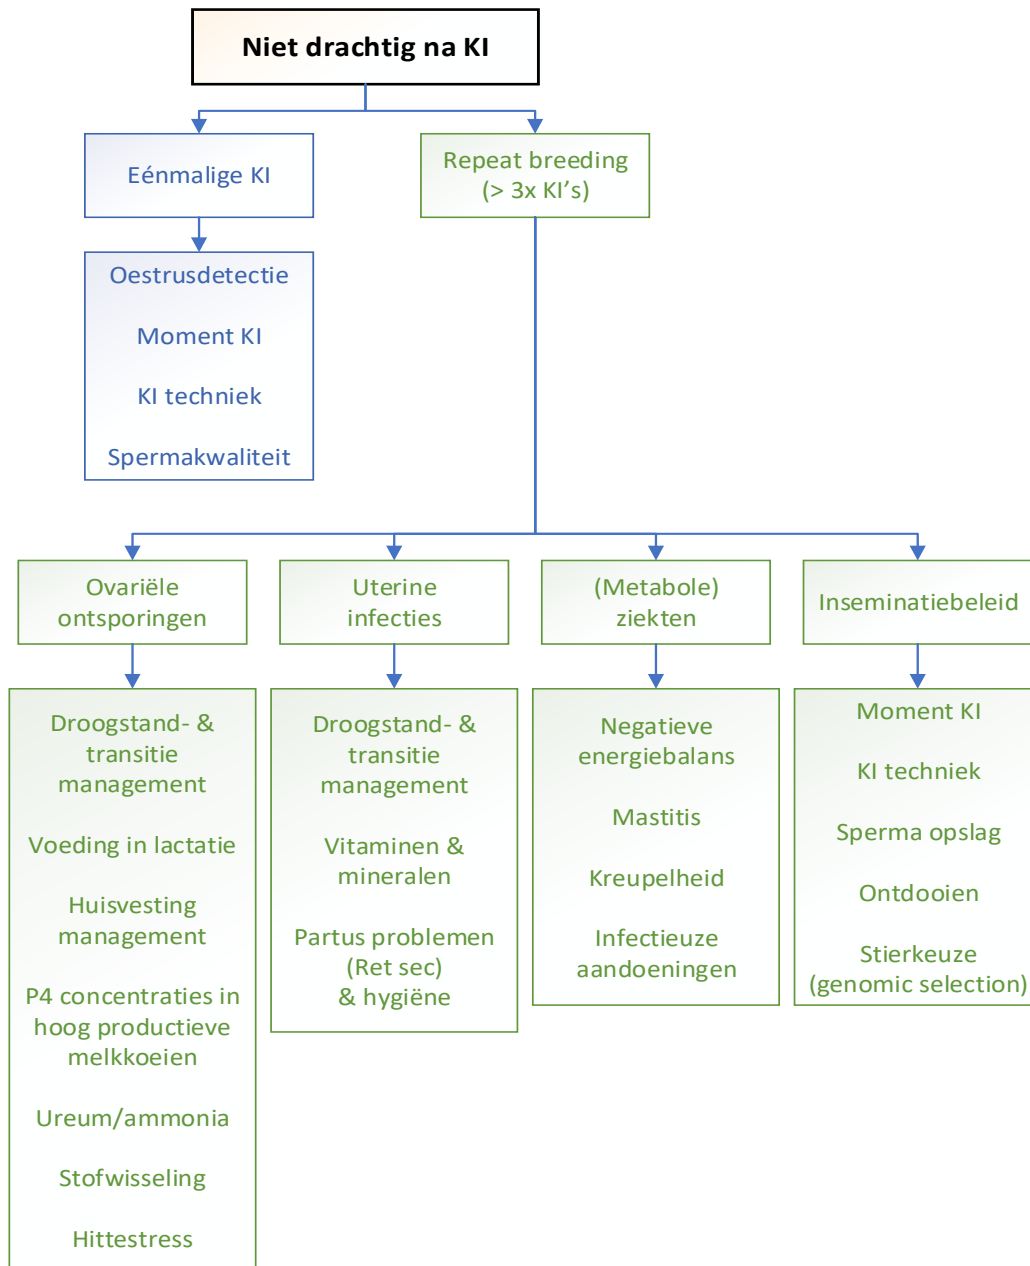 Niet drachtig na KI
Eénmalige KI
Repeat breeding
(> 3x KI's)
Oestrusdetectie
Moment KI
KI techniek
Spermakwaliteit
Ovariële
ontsporingen
Uterine
infecties
(Metabole)
ziekten
Inseminatiebeleid
Droogstand- &
transitie
management
Voeding in lactatie
Huisvesting
management
P4 concentraties in
hoog productieve
melkkoeien
Ureum/ammonia
Stofwisseling
Hittestress
Droogstand- &
transitie
management
Vitaminen &
mineralen
Partus problemen
(Ret sec)
& hygiëne
Negatieve
energiebalans
Mastitis
Kreupelheid
Infectieuze
aandoeningen
Moment KI
KI techniek
Sperma opslag
Ontdooien
Stierkeuze
(genomic selection)